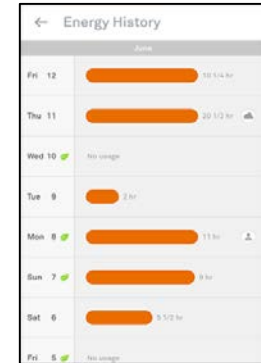 ← Energy History
June
Fri 12 10 1/4 hr
Thu 11 20 1/2 hr
Wed 10 No usage
Tue 9 2 hr
Mon 8 11 hr
Sun 7 9 hr
Sat 6 5 1/2 hr
Fri 5 No usage